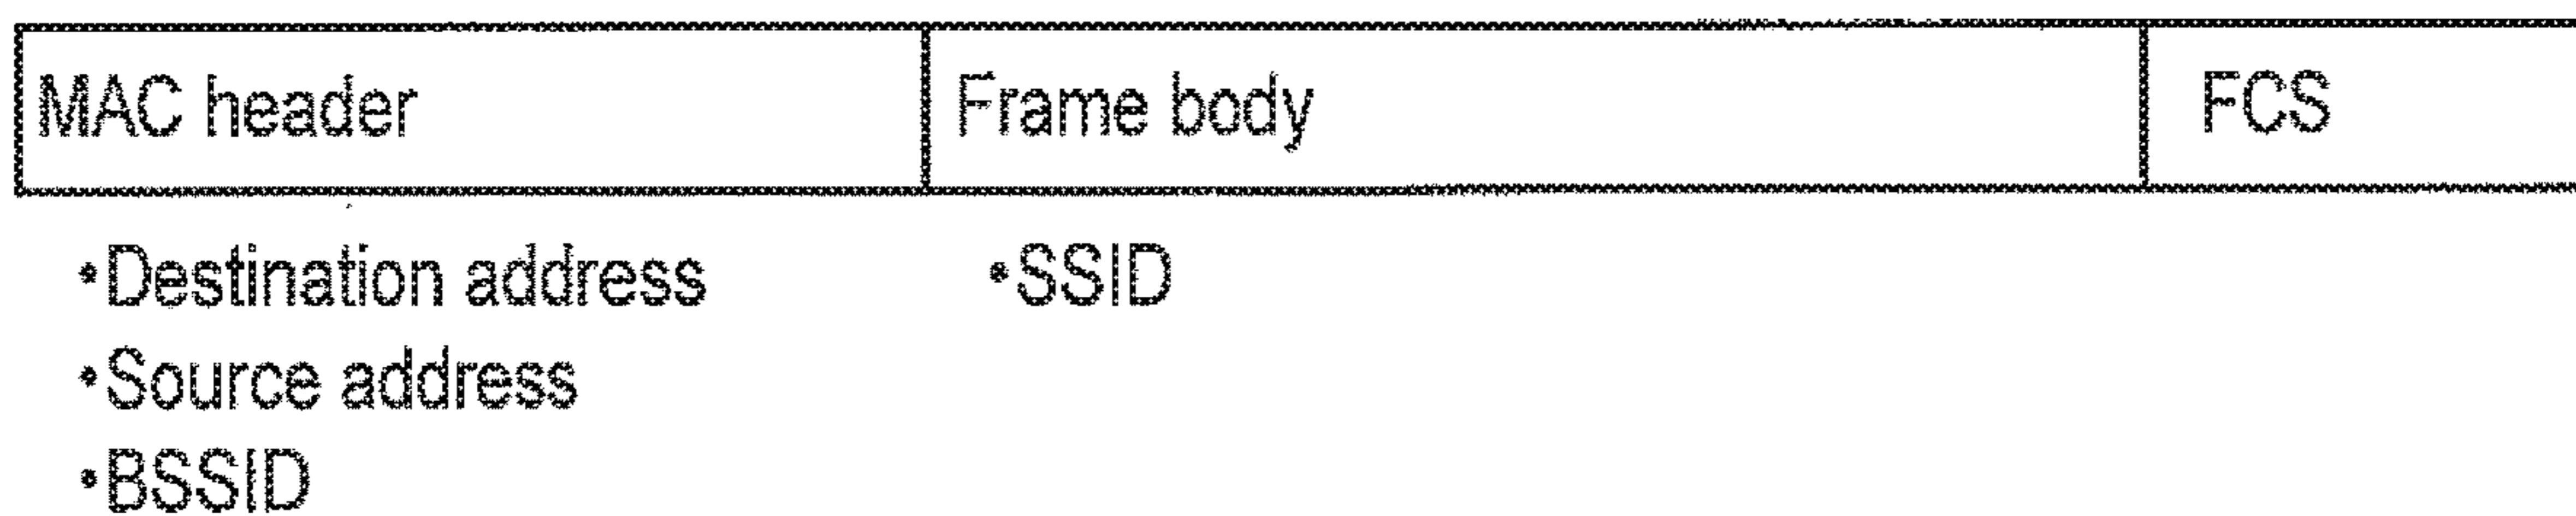 MAC header Frame body FCS
•Destination address •SSID
•Source address
•BSSID